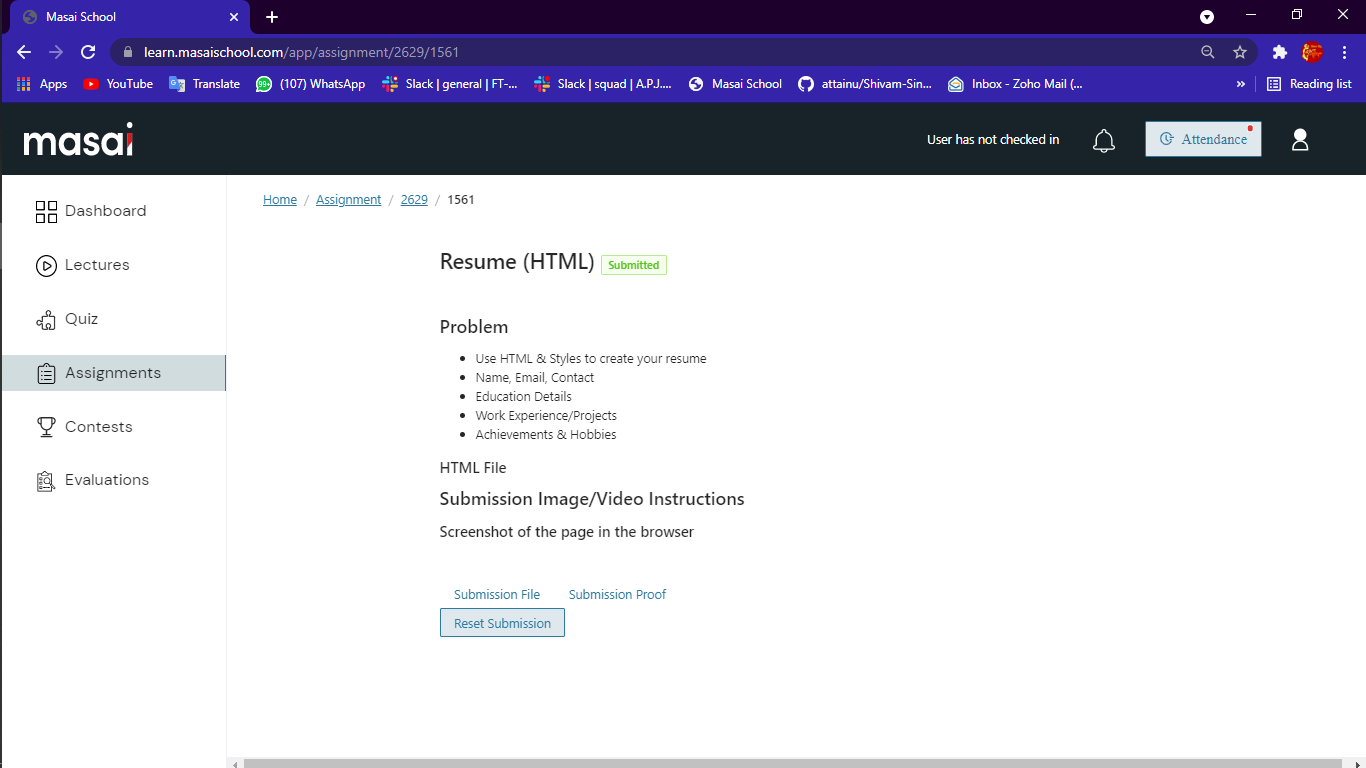 Masai School
learn.masaischool.com/app/assignment/2629/1561
Apps YouTube Translate 99+ (107) WhatsApp Slack | general | FT-... Slack | squad | A.P.J.... Masai School attainu/Shivam-Sin... Inbox - Zoho Mail (... » Reading list
masai User has not checked in Attendance
Home / Assignment / 2629 / 1561
Dashboard
Lectures
Quiz
Assignments
Contests
Evaluations
Resume (HTML) Submitted
Problem
• Use HTML & Styles to create your resume
• Name, Email, Contact
• Education Details
• Work Experience/Projects
• Achievements & Hobbies
HTML File
Submission Image/Video Instructions
Screenshot of the page in the browser
Submission File Submission Proof
Reset Submission